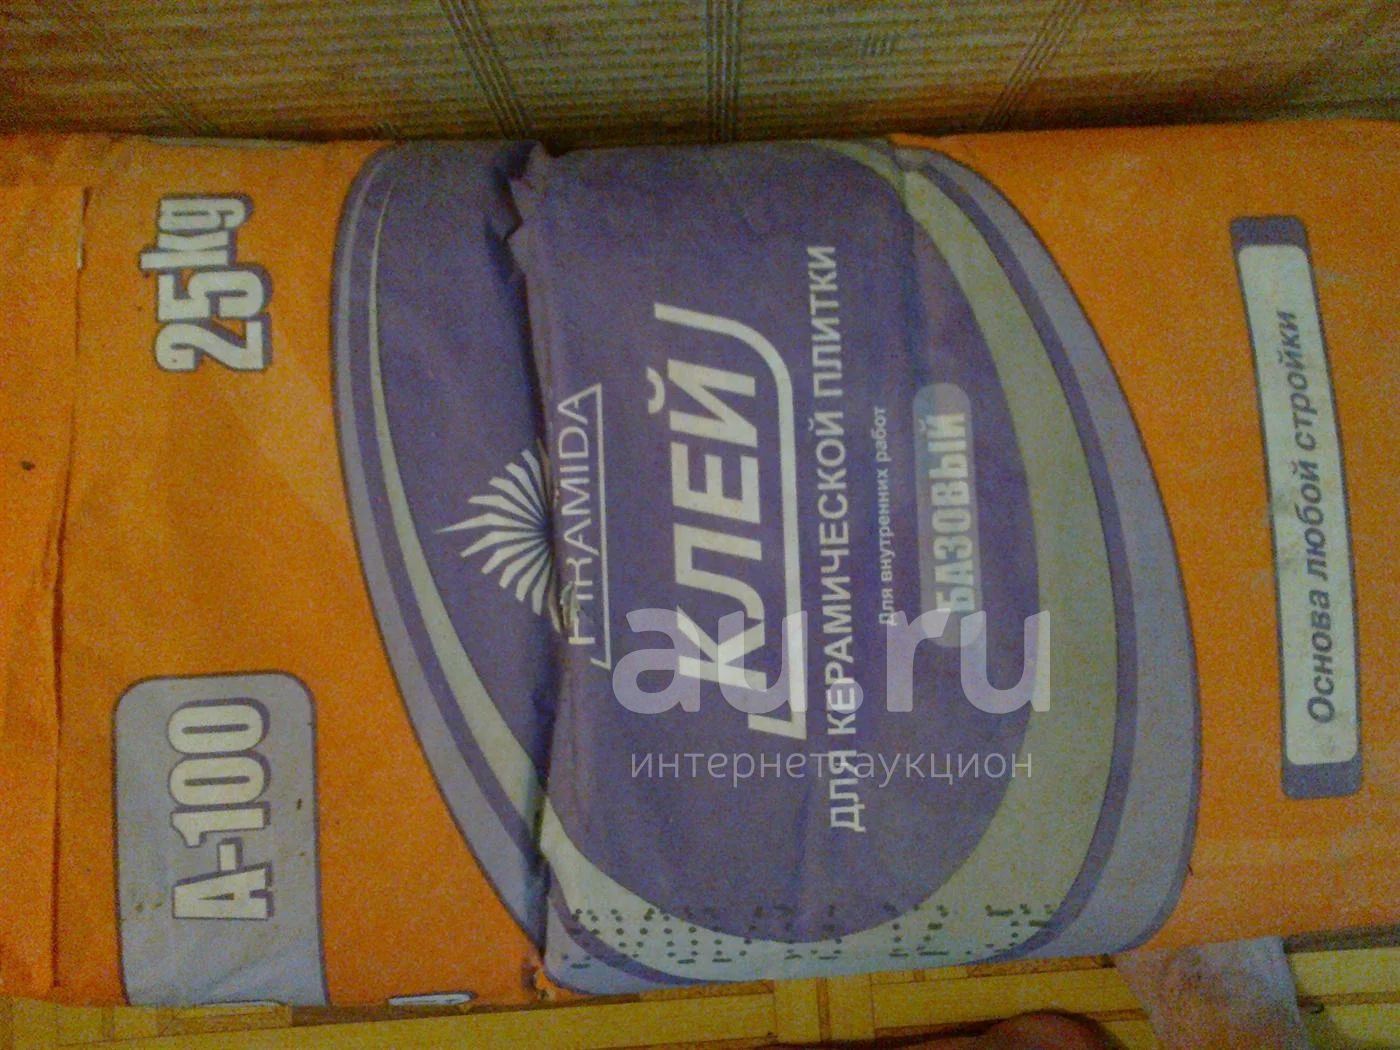 A-100
25kg
PIRAMIDA
КЛЕЙ
ДЛЯ КЕРАМИЧЕСКОЙ ПЛИТКИ
Для внутренних работ
БАЗОВЫЙ
Основа любой стройки
au.ru
интернет-аукцион